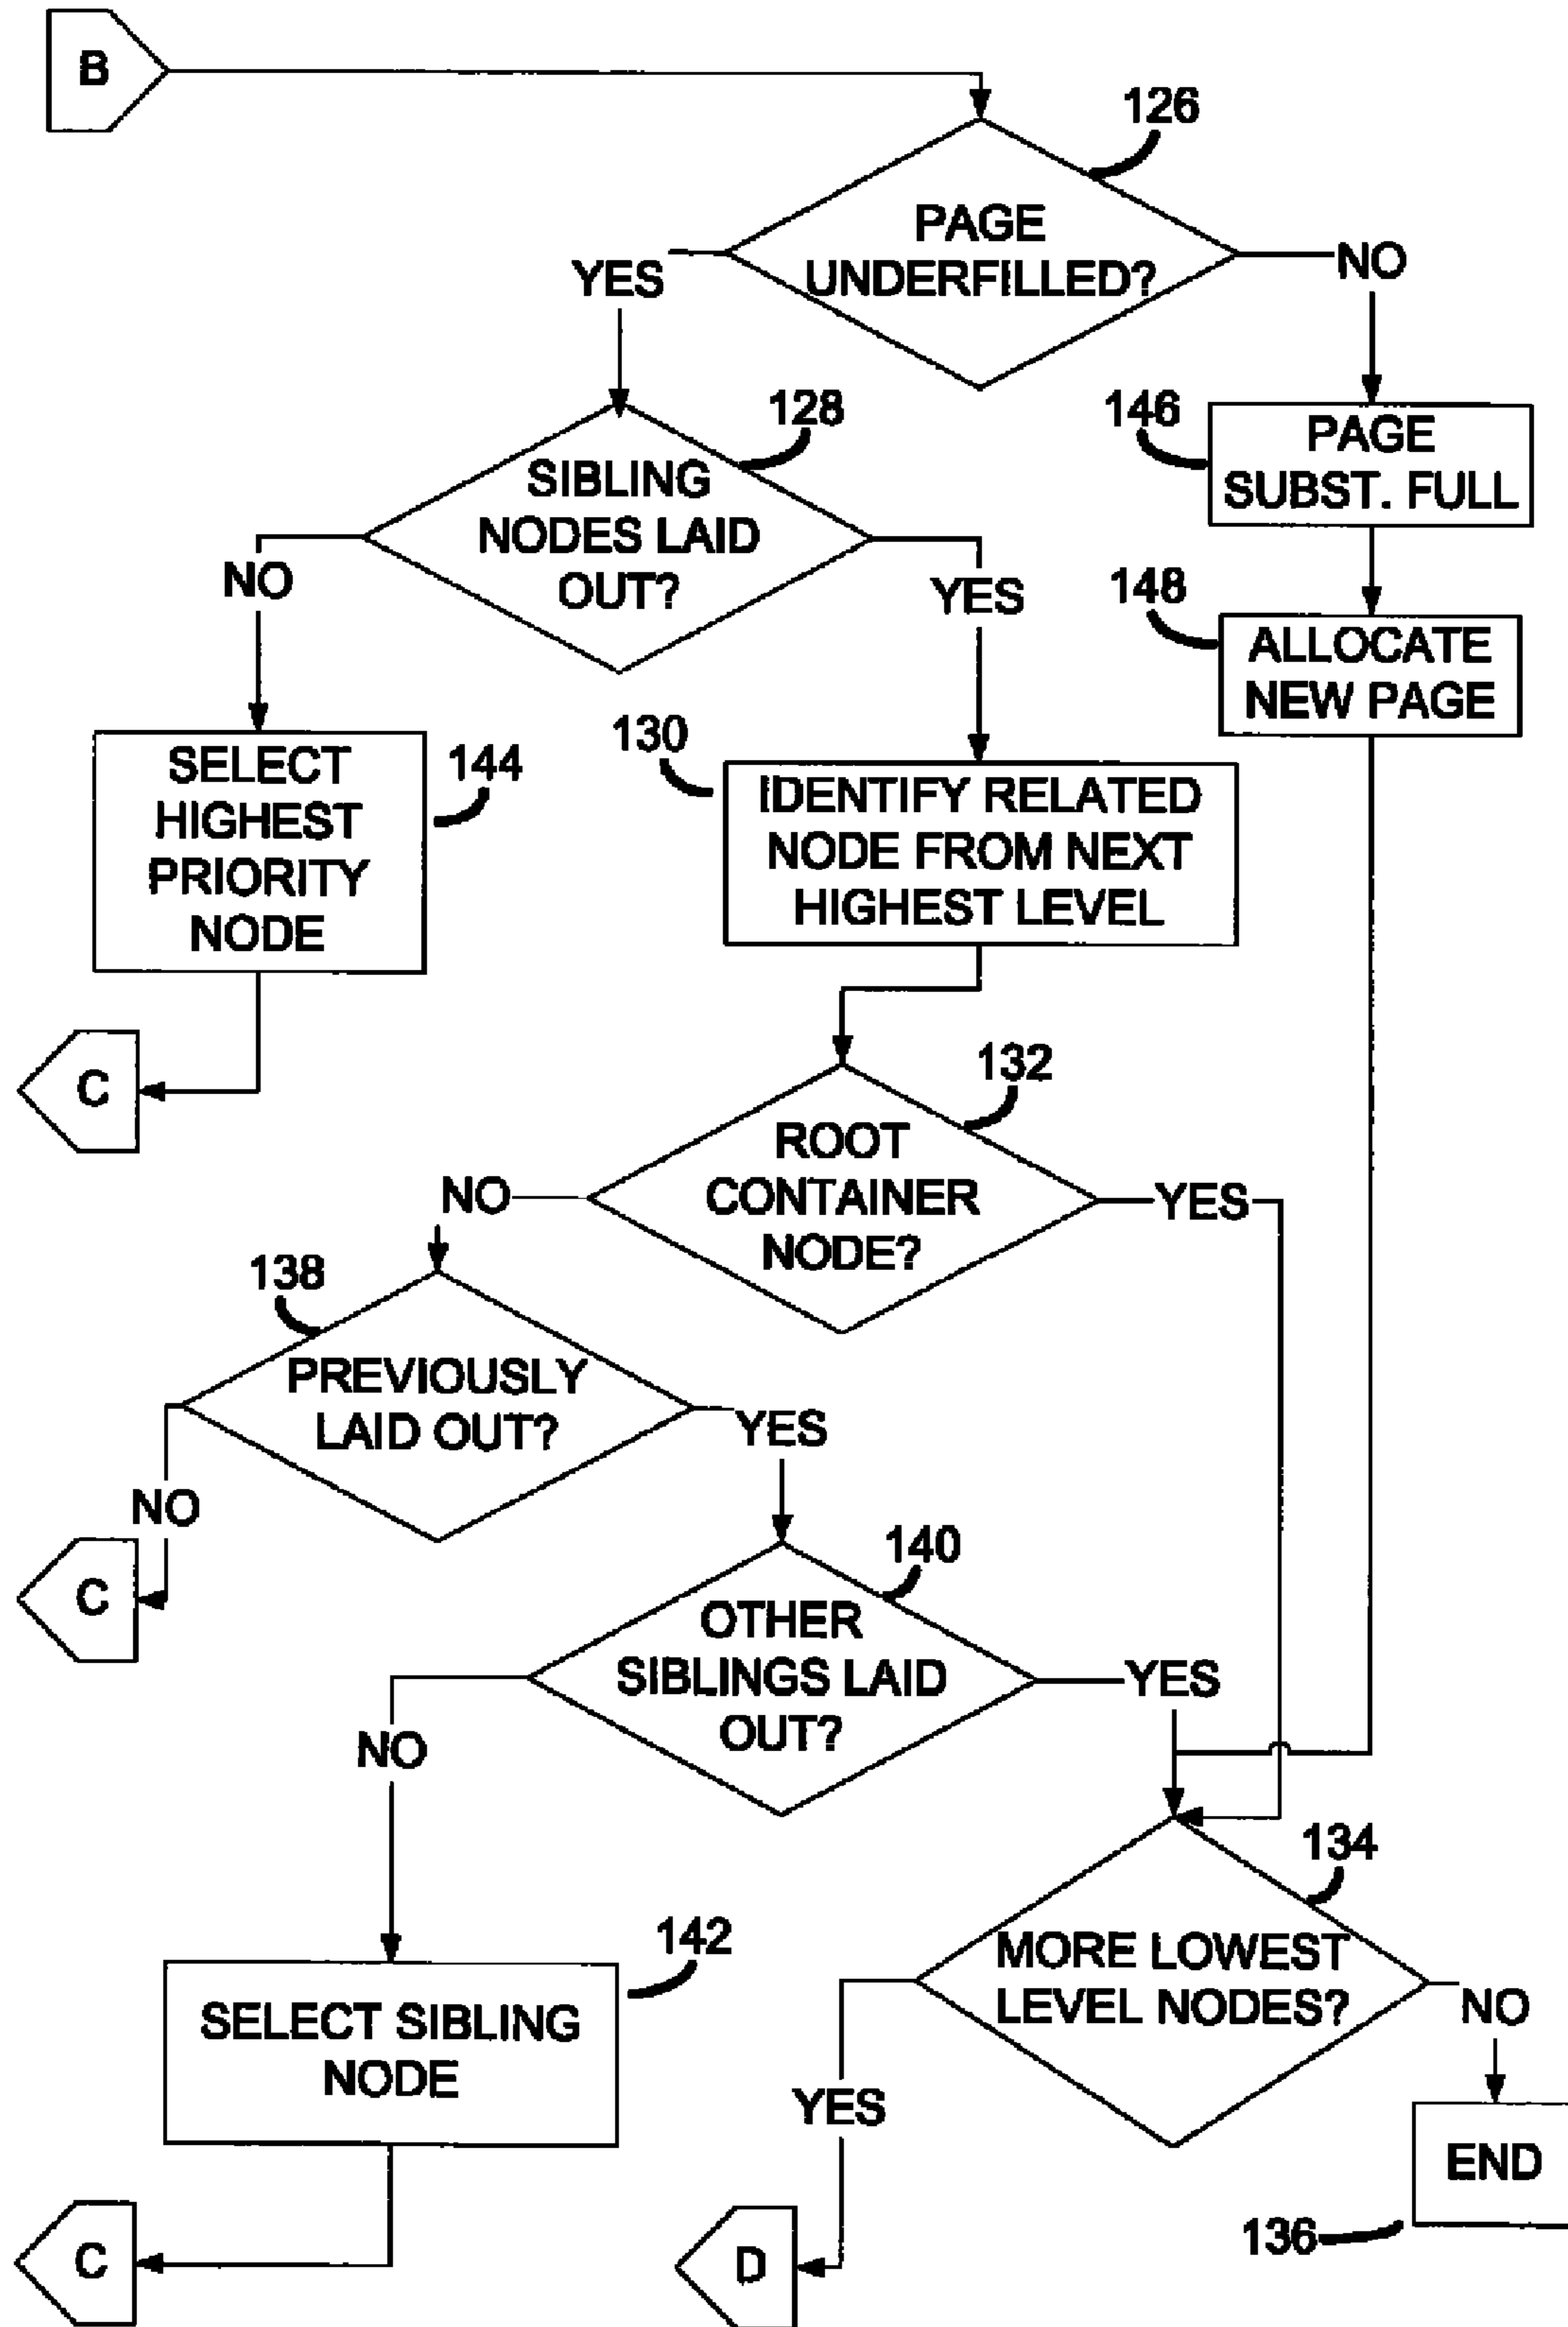 B
126
PAGE
UNDERFILLED?
YES
NO
128
146
PAGE
SUBST. FULL
SIBLING
NODES LAID
OUT?
NO
YES
148
ALLOCATE
NEW PAGE
SELECT
HIGHEST
PRIORITY
NODE
144
130
IDENTIFY RELATED
NODE FROM NEXT
HIGHEST LEVEL
C
132
ROOT
CONTAINER
NODE?
NO
YES
138
PREVIOUSLY
LAID OUT?
YES
NO
C
140
OTHER
SIBLINGS LAID
OUT?
YES
NO
134
MORE LOWEST
LEVEL NODES?
NO
142
SELECT SIBLING
NODE
YES
END
136
C
D